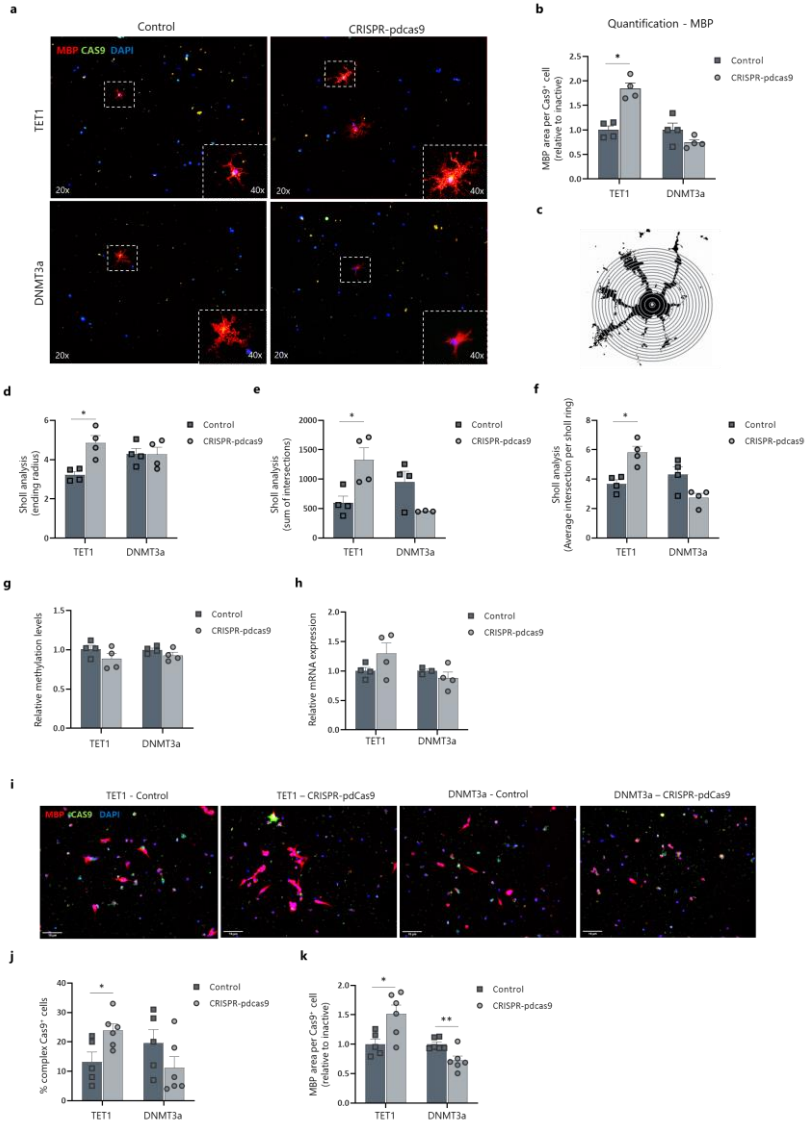 a
Control
CRISPR-pdcas9
MBP CAS9 DAPI
TET1
20x
40x
20x
40x
DNMT3a
20x
40x
20x
40x
b
Quantification - MBP
MBP area per Cas9⁺ cell
(relative to inactive)
2.5
2.0
1.5
1.0
0.5
0.0
*
TET1
DNMT3a
Control
CRISPR-pdcas9
c
d
Sholl analysis
(ending radius)
6
4
2
0
*
TET1
DNMT3a
Control
CRISPR-pdcas9
e
Sholl analysis
(sum of intersections)
2000
1500
1000
500
0
*
TET1
DNMT3a
Control
CRISPR-pdcas9
f
Sholl analysis
(Average intersection per sholl ring)
8
6
4
2
0
*
TET1
DNMT3a
Control
CRISPR-pdcas9
g
Relative methylation levels
1.5
1.0
0.5
0.0
TET1
DNMT3a
Control
CRISPR-pdcas9
h
Relative mRNA expression
2.0
1.5
1.0
0.5
0.0
TET1
DNMT3a
Control
CRISPR-pdcas9
i
TET1 - Control
TET1 – CRISPR-pdCas9
DNMT3a - Control
DNMT3a – CRISPR-pdCas9
MBP CAS9 DAPI
j
% complex Cas9⁺ cells
40
30
20
10
0
*
TET1
DNMT3a
Control
CRISPR-pdcas9
k
MBP area per Cas9⁺ cell
(relative to inactive)
2.0
1.5
1.0
0.5
0.0
*
**
TET1
DNMT3a
Control
CRISPR-pdcas9